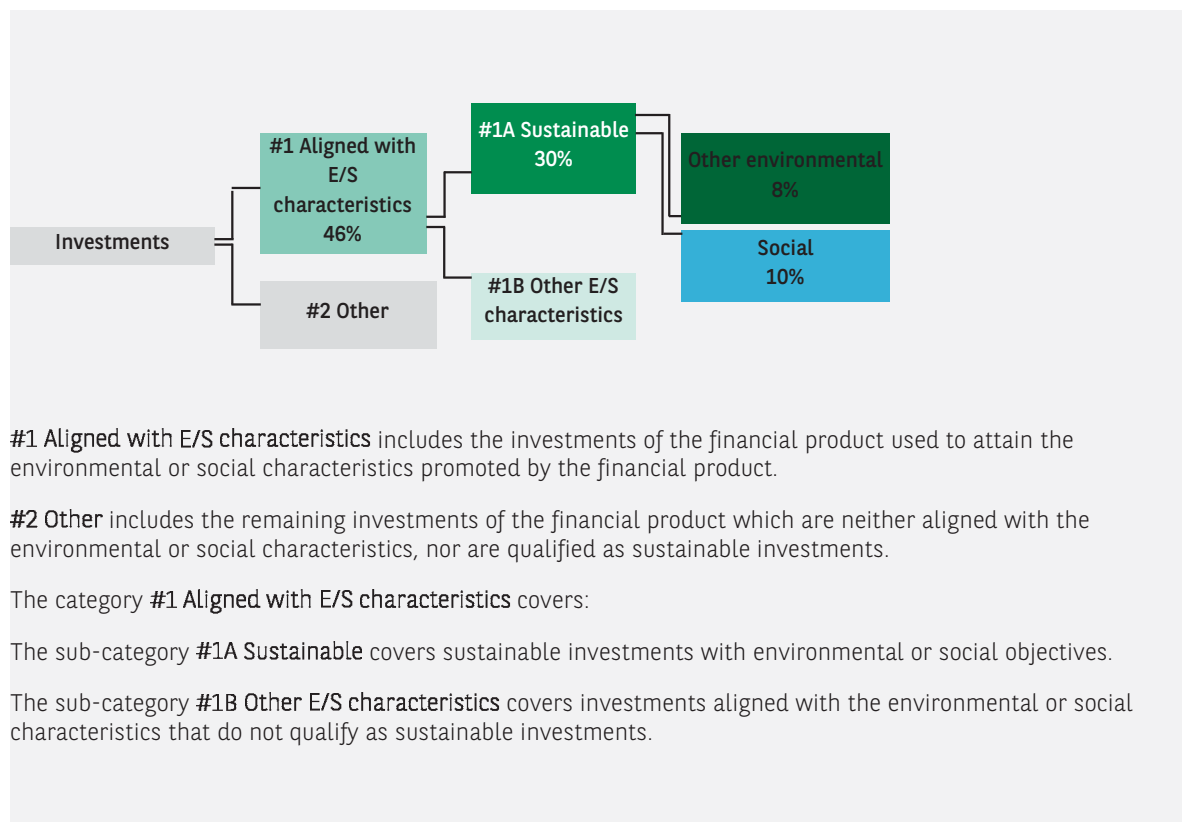 Investments
#1 Aligned with
E/S
characteristics
46%
#2 Other
#1A Sustainable
30%
#1B Other E/S
characteristics
Other environmental
8%
Social
10%
#1 Aligned with E/S characteristics includes the investments of the financial product used to attain the
environmental or social characteristics promoted by the financial product.
#2 Other includes the remaining investments of the financial product which are neither aligned with the
environmental or social characteristics, nor are qualified as sustainable investments.
The category #1 Aligned with E/S characteristics covers:
The sub-category #1A Sustainable covers sustainable investments with environmental or social objectives.
The sub-category #1B Other E/S characteristics covers investments aligned with the environmental or social
characteristics that do not qualify as sustainable investments.